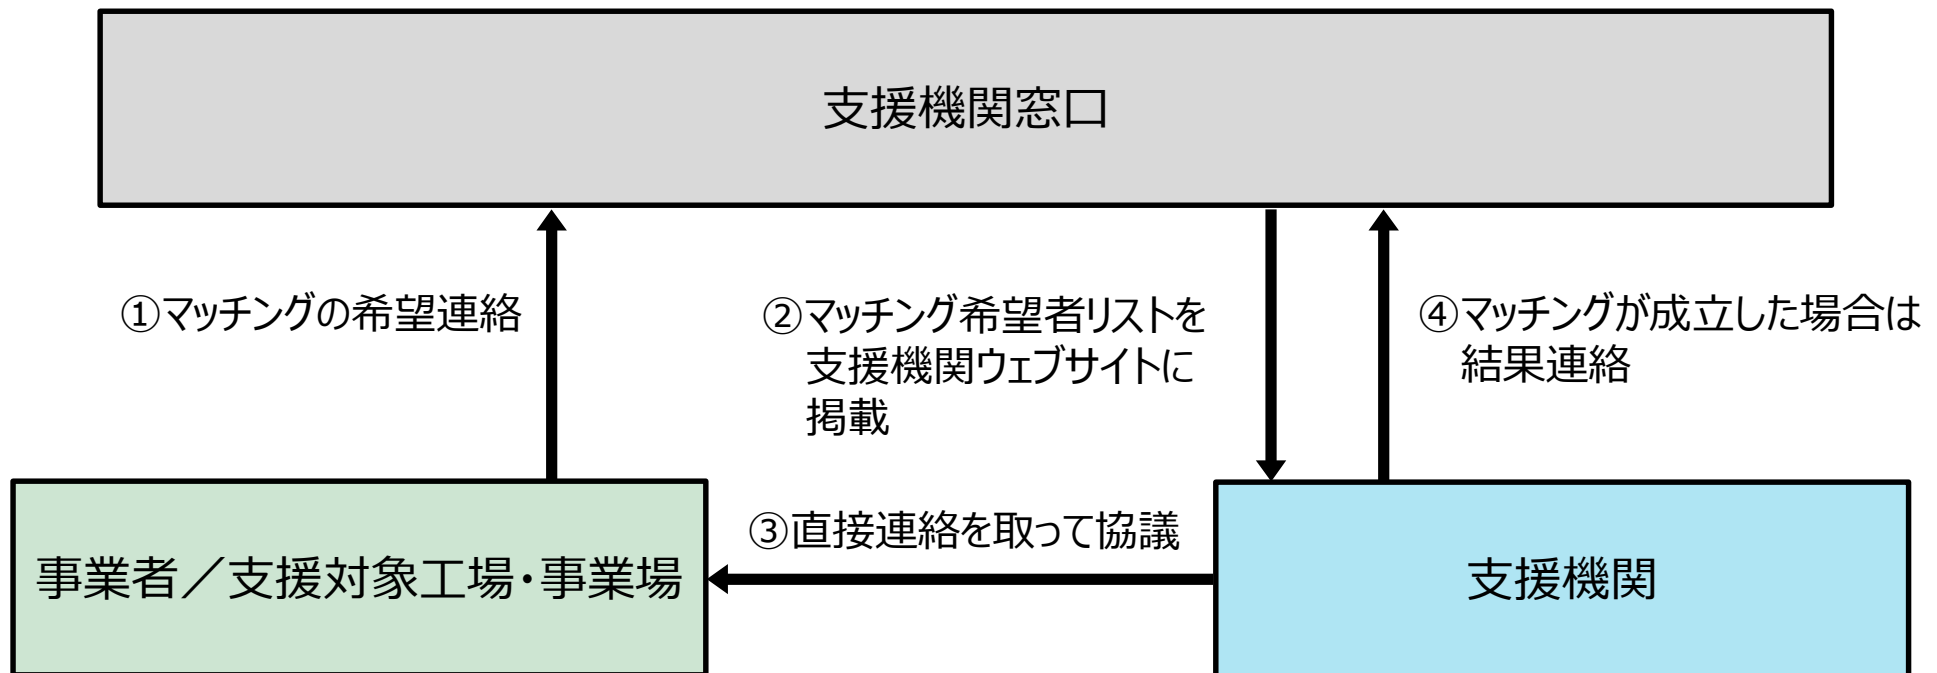 支援機関窓口
①マッチングの希望連絡
②マッチング希望者リストを
支援機関ウェブサイトに
掲載
④マッチングが成立した場合は
結果連絡
③直接連絡を取って協議
事業者／支援対象工場・事業場
支援機関